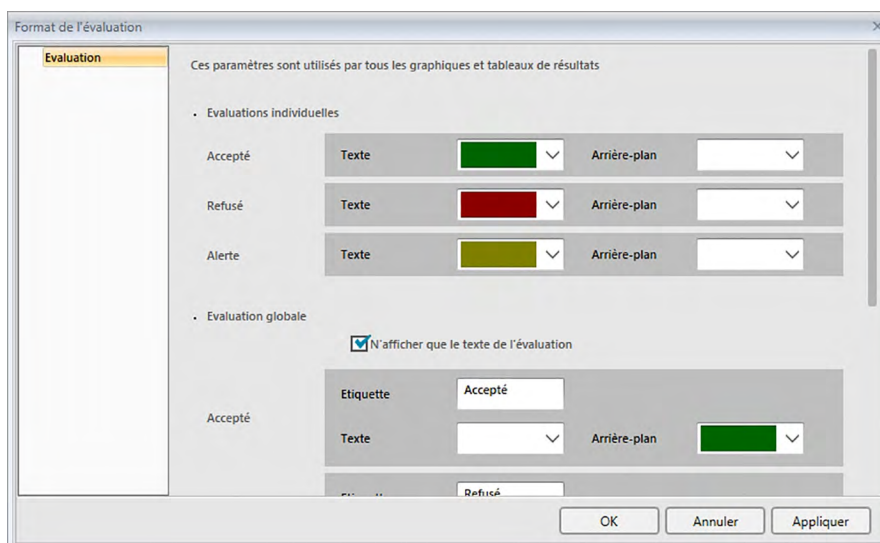 Format de l'évaluation
Evaluation
Ces paramètres sont utilisés par tous les graphiques et tableaux de résultats
• Evaluations individuelles
Accepté Texte Arrière-plan
Refusé Texte Arrière-plan
Alerte Texte Arrière-plan
• Evaluation globale
N'afficher que le texte de l'évaluation
Accepté
Etiquette Accepté
Texte Arrière-plan
Etiquette Refusé
OK Annuler Appliquer